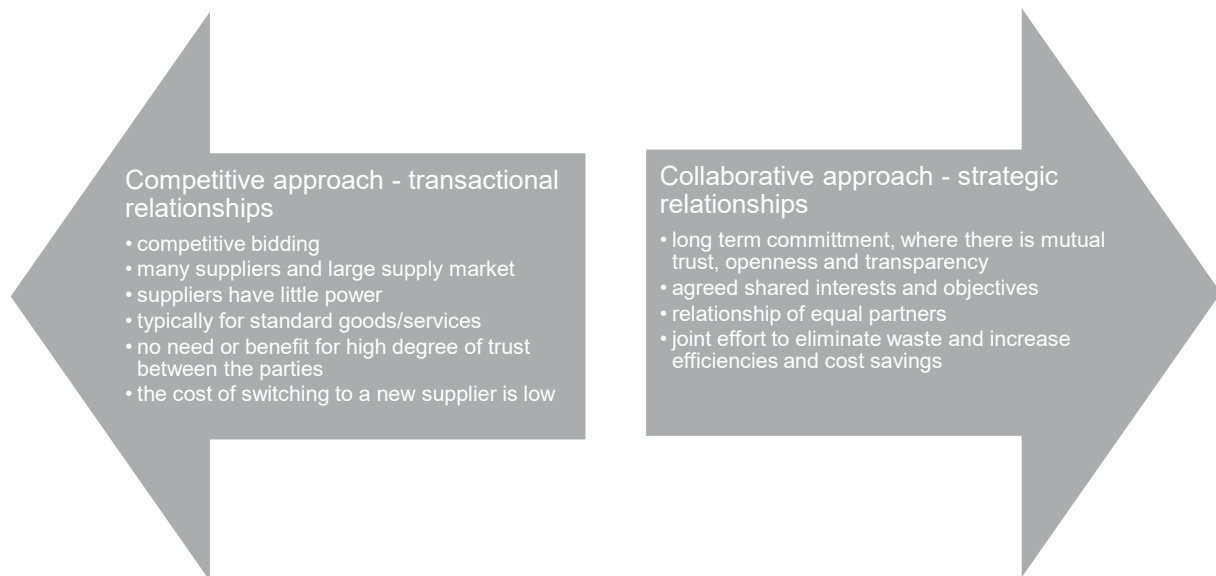 Competitive approach - transactional
relationships
• competitive bidding
• many suppliers and large supply market
• suppliers have little power
• typically for standard goods/services
• no need or benefit for high degree of trust
between the parties
• the cost of switching to a new supplier is low
Collaborative approach - strategic
relationships
• long term committment, where there is mutual
trust, openness and transparency
• agreed shared interests and objectives
• relationship of equal partners
• joint effort to eliminate waste and increase
efficiencies and cost savings